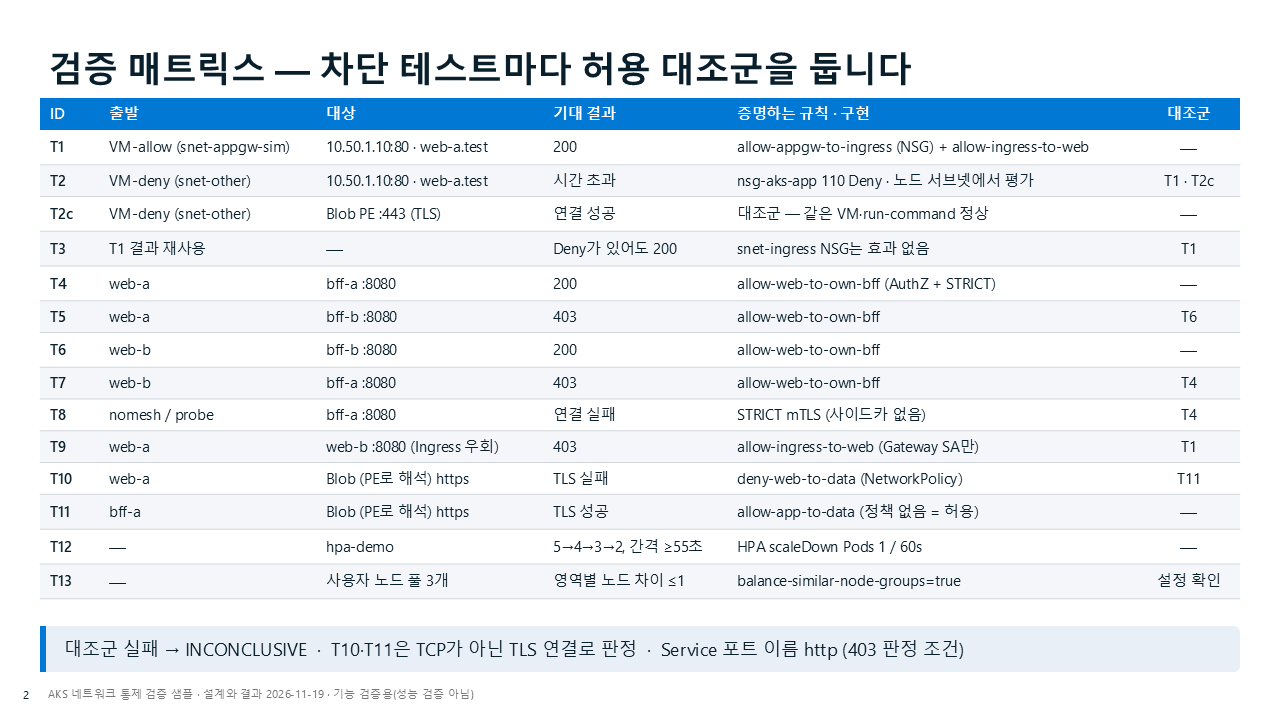 검증 매트릭스 — 차단 테스트마다 허용 대조군을 둡니다
ID 출발 대상 기대 결과 증명하는 규칙 · 구현 대조군
T1 VM-allow (snet-appgw-sim) 10.50.1.10:80 · web-a.test 200 allow-appgw-to-ingress (NSG) + allow-ingress-to-web —
T2 VM-deny (snet-other) 10.50.1.10:80 · web-a.test 시간 초과 nsg-aks-app 110 Deny · 노드 서브넷에서 평가 T1 · T2c
T2c VM-deny (snet-other) Blob PE :443 (TLS) 연결 성공 대조군 — 같은 VM·run-command 정상 —
T3 T1 결과 재사용 — Deny가 있어도 200 snet-ingress NSG는 효과 없음 T1
T4 web-a bff-a :8080 200 allow-web-to-own-bff (AuthZ + STRICT) —
T5 web-a bff-b :8080 403 allow-web-to-own-bff T6
T6 web-b bff-b :8080 200 allow-web-to-own-bff —
T7 web-b bff-a :8080 403 allow-web-to-own-bff T4
T8 nomesh / probe bff-a :8080 연결 실패 STRICT mTLS (사이드카 없음) T4
T9 web-a web-b :8080 (Ingress 우회) 403 allow-ingress-to-web (Gateway SA만) T1
T10 web-a Blob (PE로 해석) https TLS 실패 deny-web-to-data (NetworkPolicy) T11
T11 bff-a Blob (PE로 해석) https TLS 성공 allow-app-to-data (정책 없음 = 허용) —
T12 — hpa-demo 5→4→3→2, 간격 ≥55초 HPA scaleDown Pods 1 / 60s —
T13 — 사용자 노드 풀 3개 영역별 노드 차이 ≤1 balance-similar-node-groups=true 설정 확인
대조군 실패 → INCONCLUSIVE · T10·T11은 TCP가 아닌 TLS 연결로 판정 · Service 포트 이름 http (403 판정 조건)
2 AKS 네트워크 통제 검증 샘플 · 설계와 결과 2026-11-19 · 기능 검증용(성능 검증 아님)